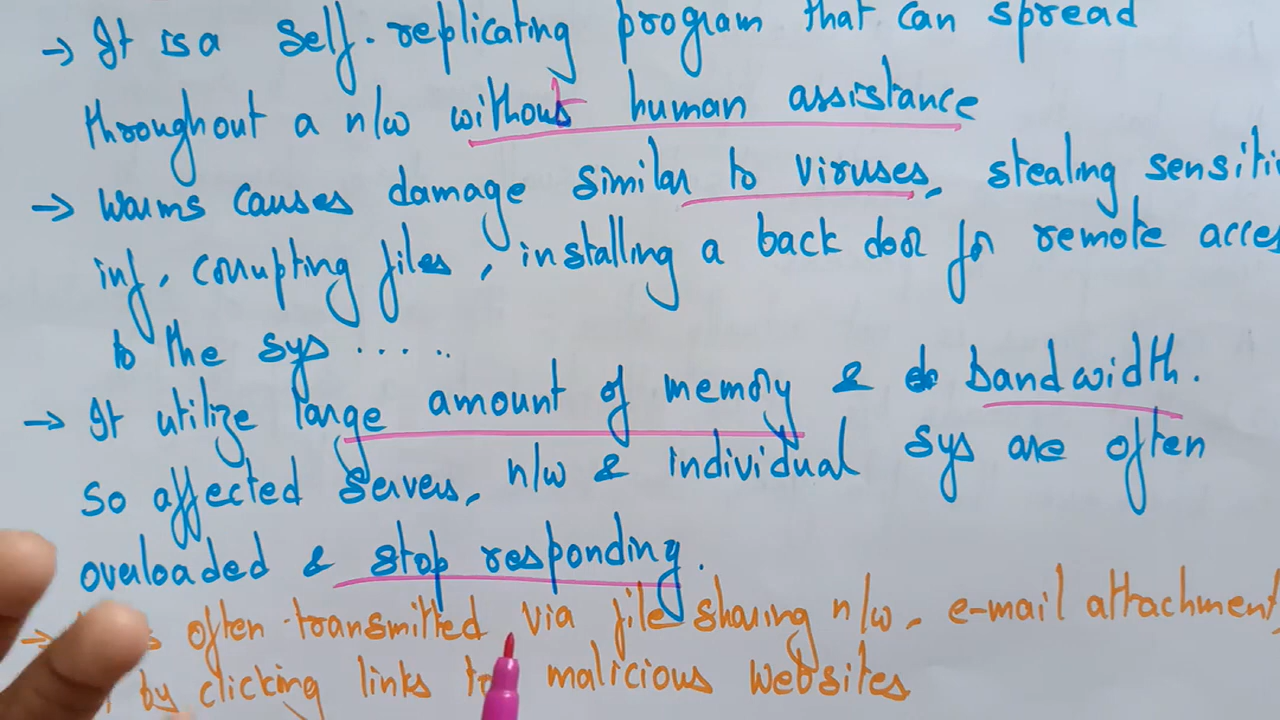 → It is a self-replicating program that can spread
throughout a n/w without human assistance
→ Worms causes damage similar to viruses, stealing sensiti
inf, corrupting files, installing a back door for remote acces
to the sys .....
→ It utilize large amount of memory & bandwidth.
So affected servers, n/w & individual sys are often
overloaded & stop responding.
→ often transmitted via file sharing n/w, e-mail attachment,
by clicking links to malicious websites